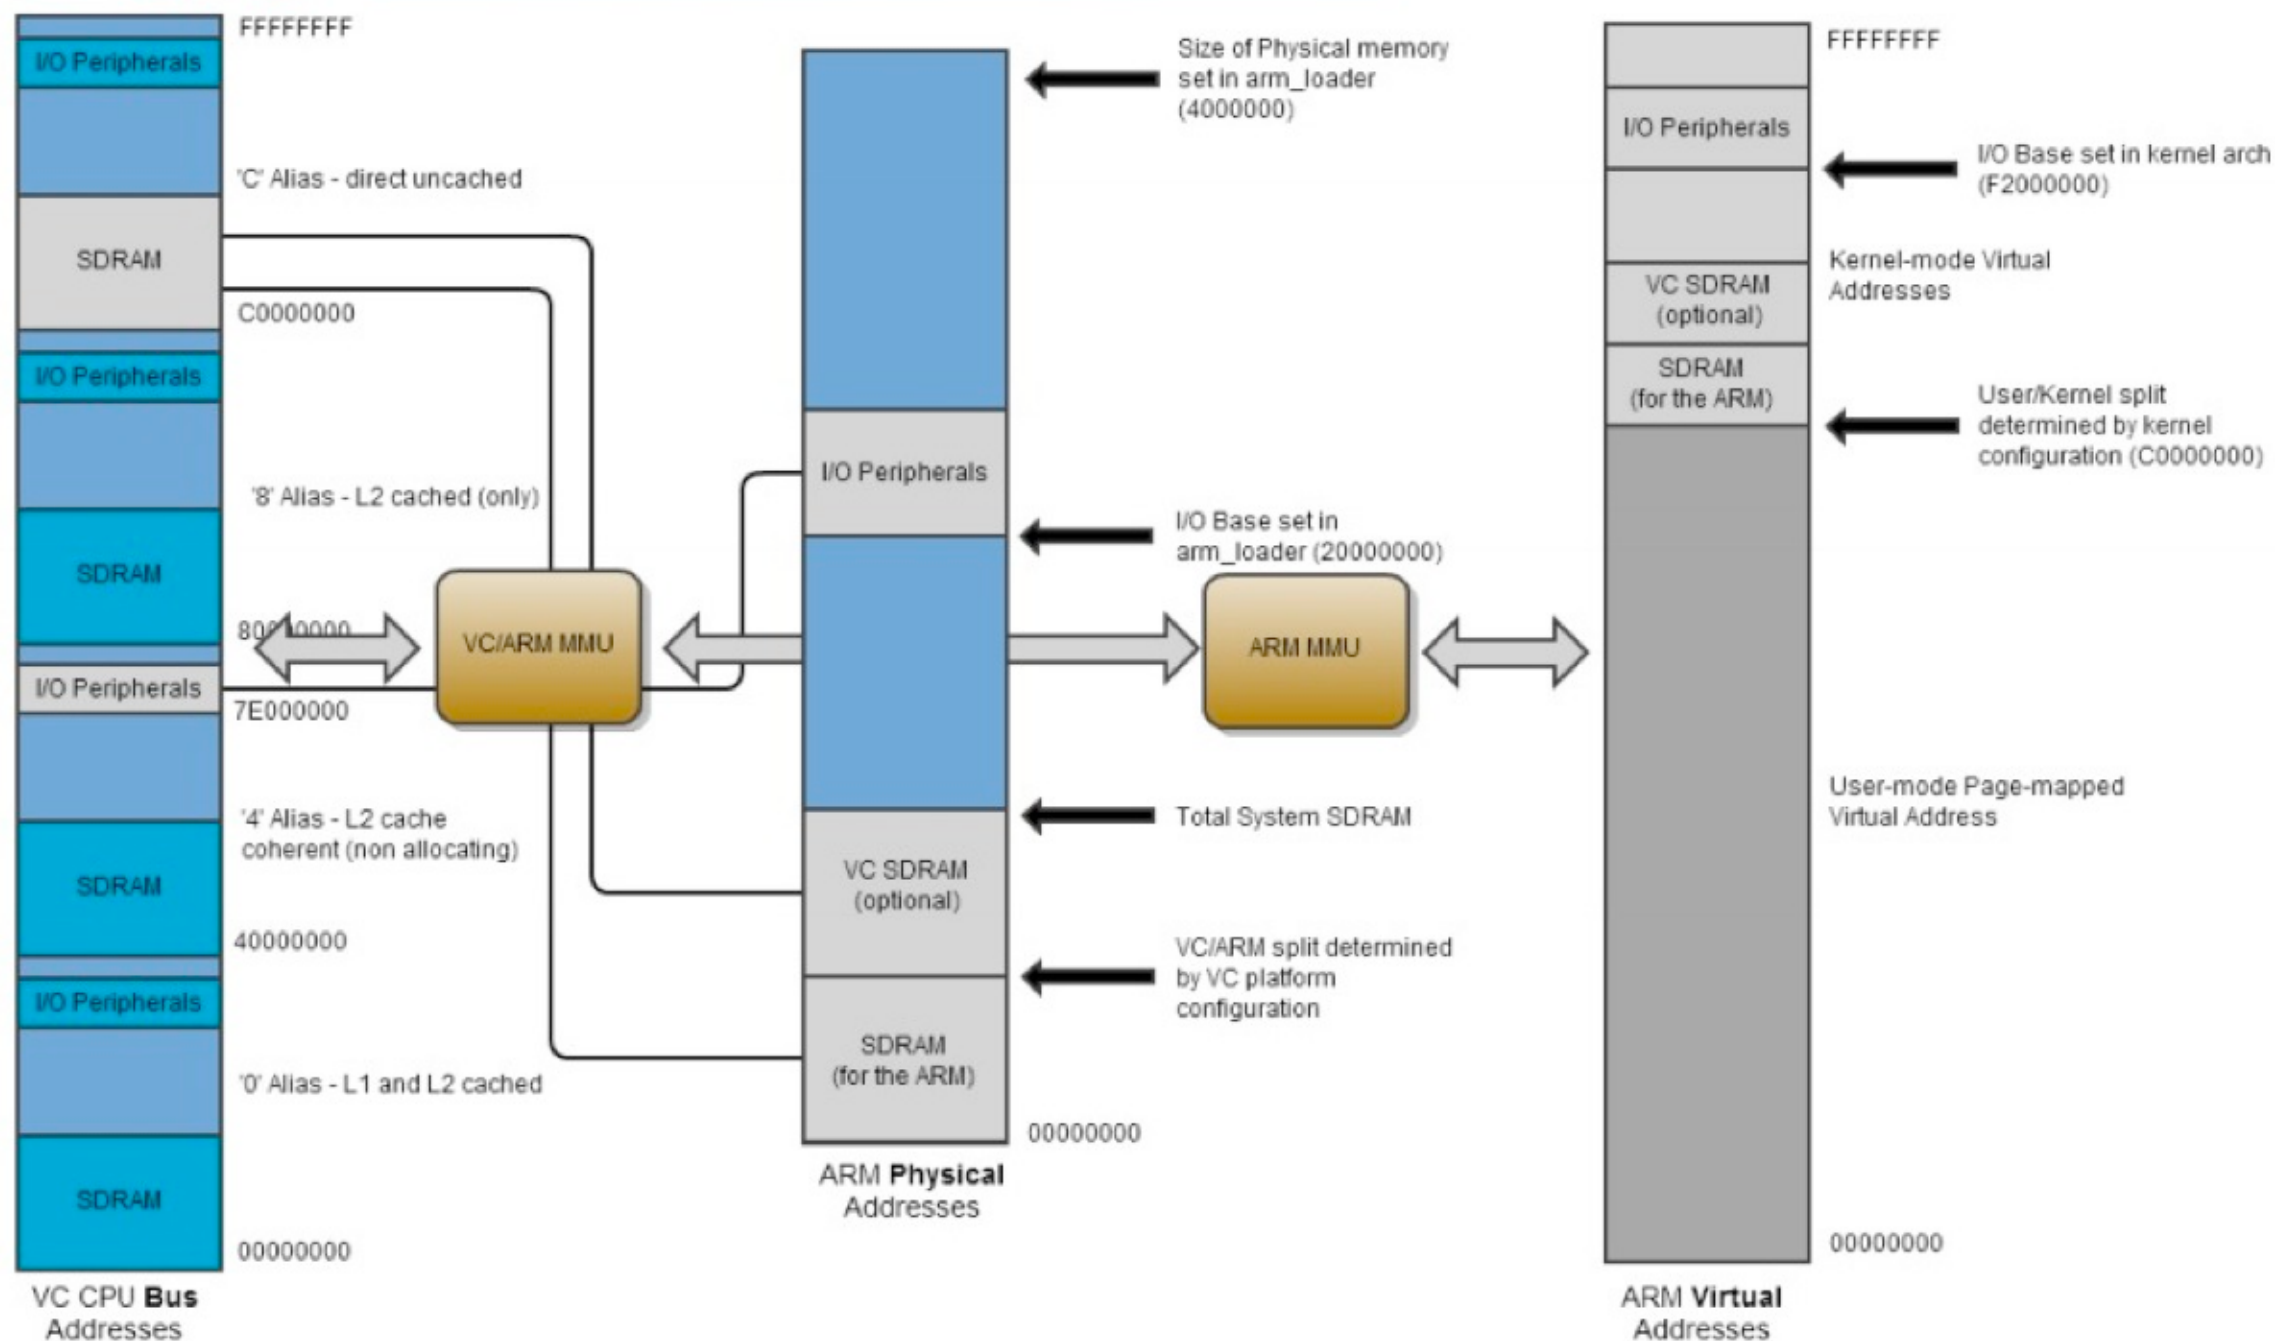 FFFFFFFF
I/O Peripherals
'C' Alias - direct uncached
SDRAM
C0000000
I/O Peripherals
'8' Alias - L2 cached (only)
SDRAM
I/O Peripherals
7E000000
'4' Alias - L2 cache
coherent (non allocating)
SDRAM
40000000
I/O Peripherals
'0' Alias - L1 and L2 cached
SDRAM
00000000
VC CPU Bus
Addresses
VC/ARM MMU
Size of Physical memory
set in arm_loader
(4000000)
I/O Peripherals
I/O Base set in
arm_loader (20000000)
Total System SDRAM
VC SDRAM
(optional)
VC/ARM split determined
by VC platform
configuration
SDRAM
(for the ARM)
00000000
ARM Physical
Addresses
ARM MMU
FFFFFFFF
I/O Peripherals
I/O Base set in kernel arch
(F2000000)
Kernel-mode Virtual
Addresses
VC SDRAM
(optional)
SDRAM
(for the ARM)
User/Kernel split
determined by kernel
configuration (C0000000)
User-mode Page-mapped
Virtual Address
00000000
ARM Virtual
Addresses